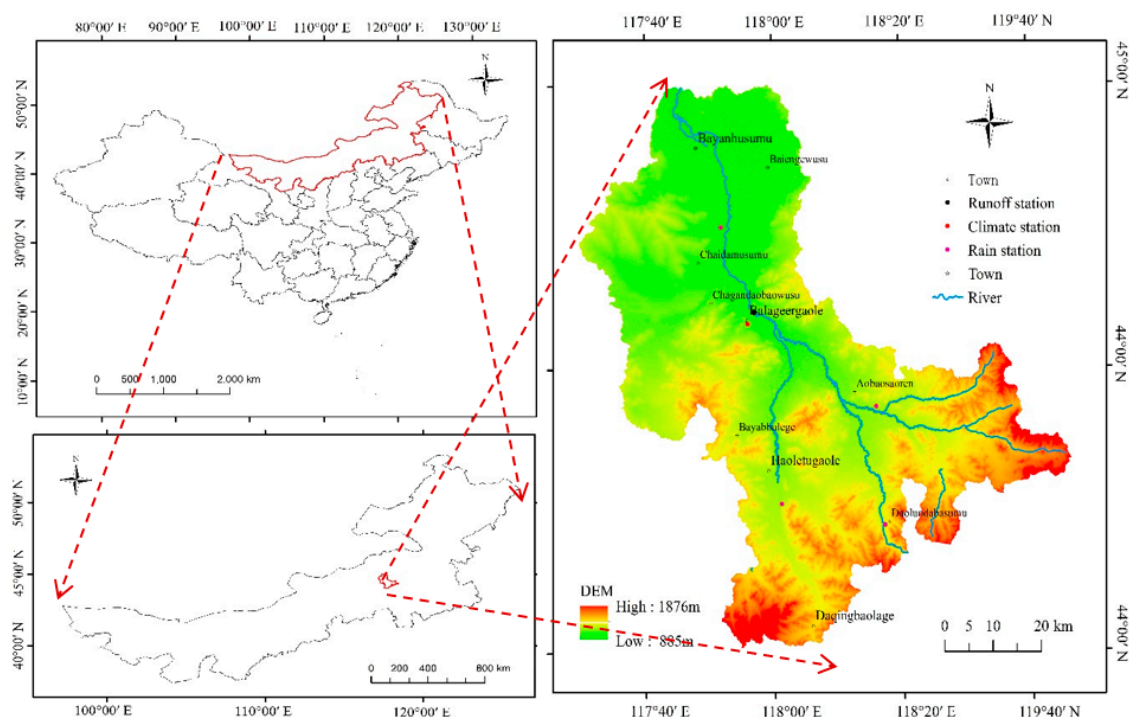 80°00′ E 90°00′ E 100°00′ E 110°00′ E 120°00′ E 130°00′ E
N
50°00′ N
40°00′ N
30°00′ N
20°00′ N
10°00′ N
0 500 1,000 2,000 km
N
50°00′ N
45°00′ N
40°00′ N
0 200 400 800 km
100°00′ E 110°00′ E 120°00′ E
117°40′ E 118°00′ E 118°20′ E 119°40′ N
45°00′ N
44°00′ N
44°00′ N
N
Town
Runoff station
Climate station
Rain station
Town
River
Bayanhusumu
Baiengewusu
Chaidamusumu
Chagandaobaowusu
Balageergaole
Aobaosaoren
Bayabbulege
Haoletugaole
Daolundabasumu
Daqingbaolage
DEM
High : 1876m
Low : 885m
0 5 10 20 km
117°40′ E 118°00′ E 118°20′ E 119°40′ E